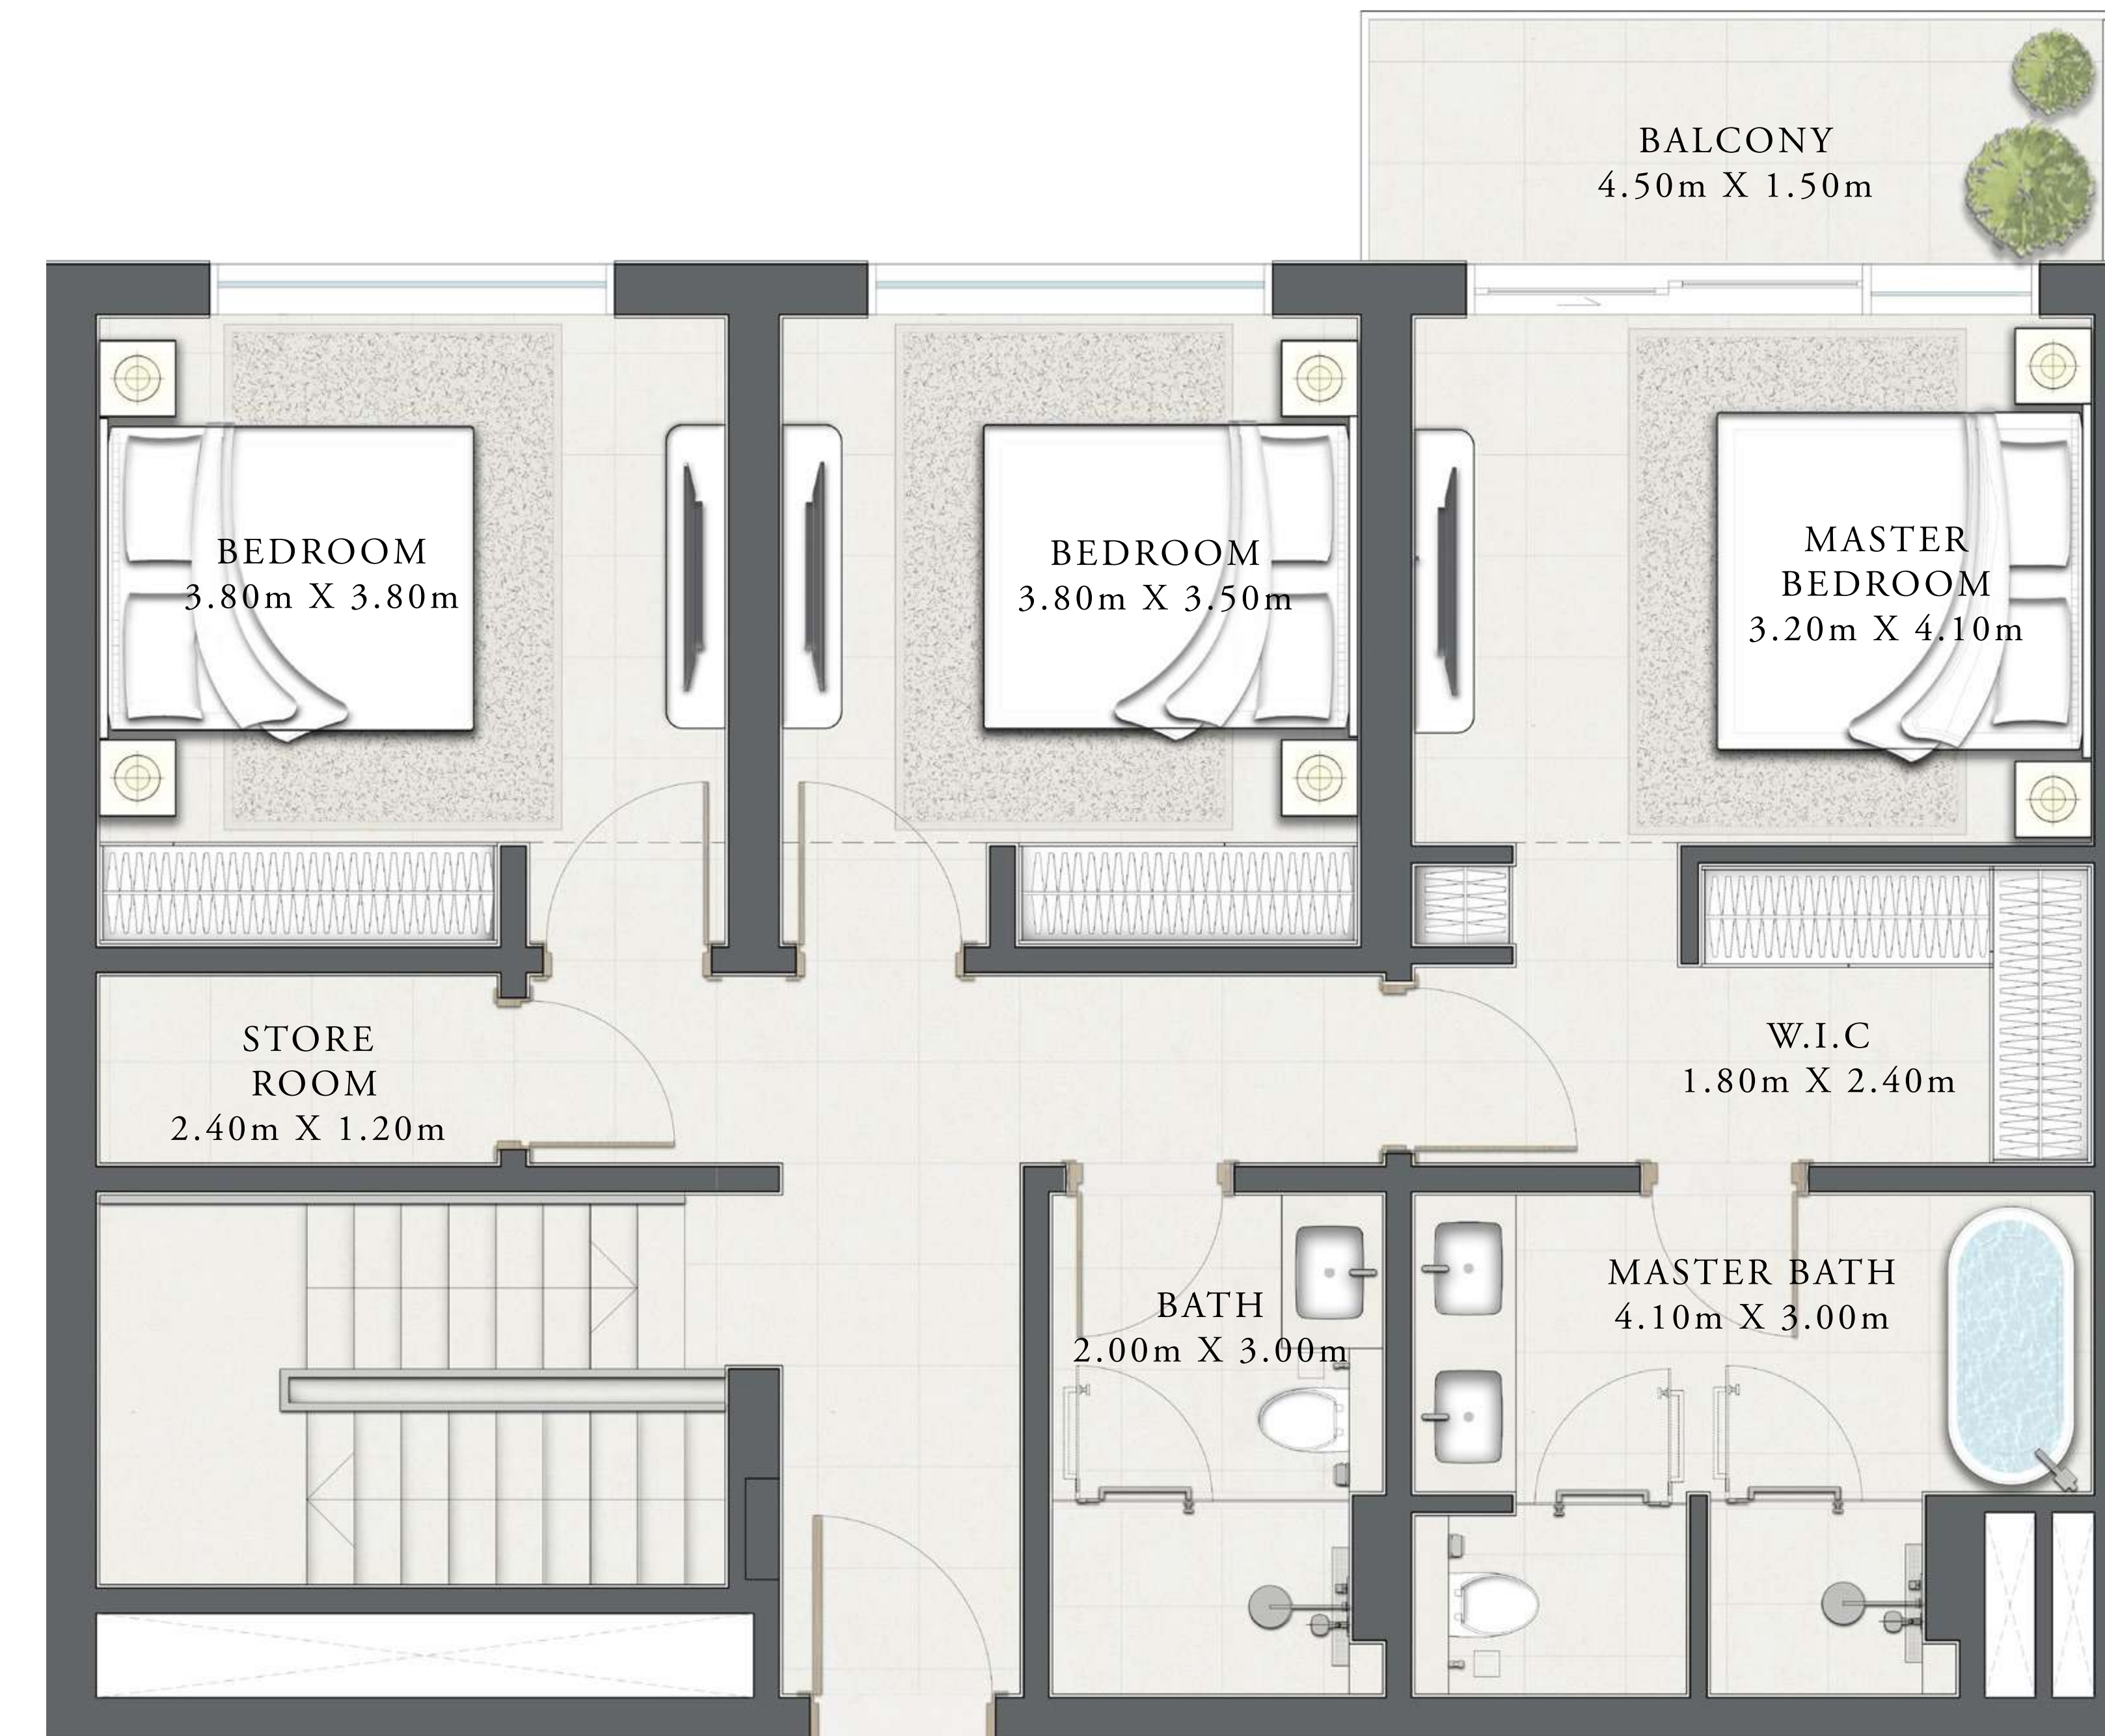 BALCONY
4.50m X 1.50m
BEDROOM
3.80m X 3.80m
BEDROOM
3.80m X 3.50m
MASTER
BEDROOM
3.20m X 4.10m
STORE
ROOM
2.40m X 1.20m
W.I.C
1.80m X 2.40m
BATH
2.00m X 3.00m
MASTER BATH
4.10m X 3.00m